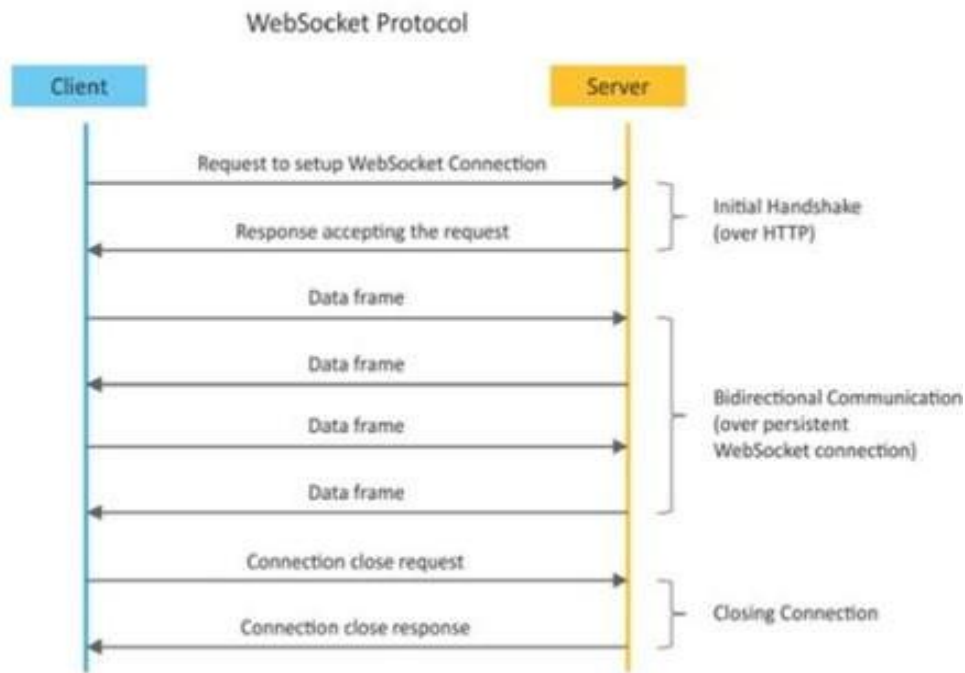 WebSocket Protocol
Client
Server
Request to setup WebSocket Connection
Response accepting the request
Initial Handshake
(over HTTP)
Data frame
Data frame
Data frame
Data frame
Bidirectional Communication
(over persistent
WebSocket connection)
Connection close request
Connection close response
Closing Connection